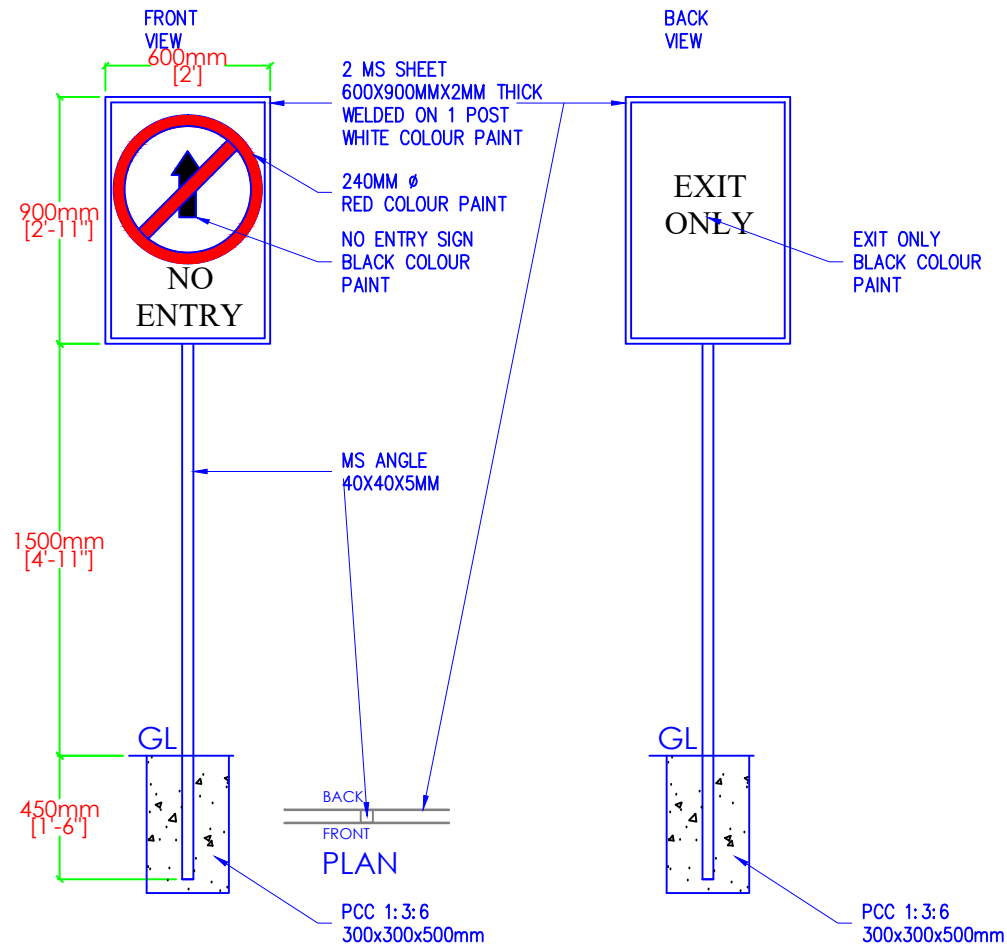 FRONT
VIEW
600mm
[2']
BACK
VIEW
2 MS SHEET
600X900MMX2MM THICK
WELDED ON 1 POST
WHITE COLOUR PAINT
240MM ø
RED COLOUR PAINT
900mm
[2'-11"]
NO ENTRY SIGN
BLACK COLOUR
PAINT
NO
ENTRY
EXIT
ONLY
EXIT ONLY
BLACK COLOUR
PAINT
MS ANGLE
40X40X5MM
1500mm
[4'-11"]
GL
GL
450mm
[1'-6"]
BACK
FRONT
PLAN
PCC 1:3:6
300x300x500mm
PCC 1:3:6
300x300x500mm